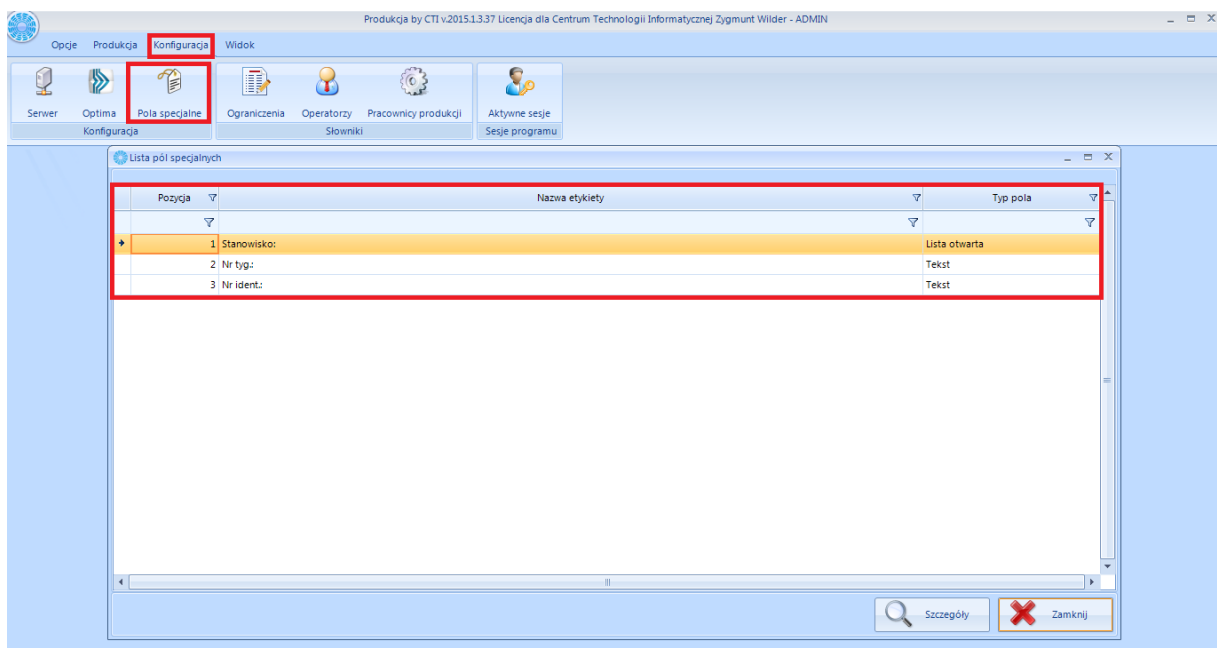 Produkcja by CTI v.2015.1.3.37 Licencja dla Centrum Technologii Informatycznej Zygmunt Wilder - ADMIN
Opcje Produkcja Konfiguracja Widok
Serwer Optima Pola specjalne Ograniczenia Operatorzy Pracownicy produkcji Aktywne sesje
Konfiguracja Słowniki Sesje programu
Lista pól specjalnych
Pozycja Nazwa etykiety Typ pola
1 Stanowisko: Lista otwarta
2 Nr tyg.: Tekst
3 Nr ident.: Tekst
Szczegóły Zamknij